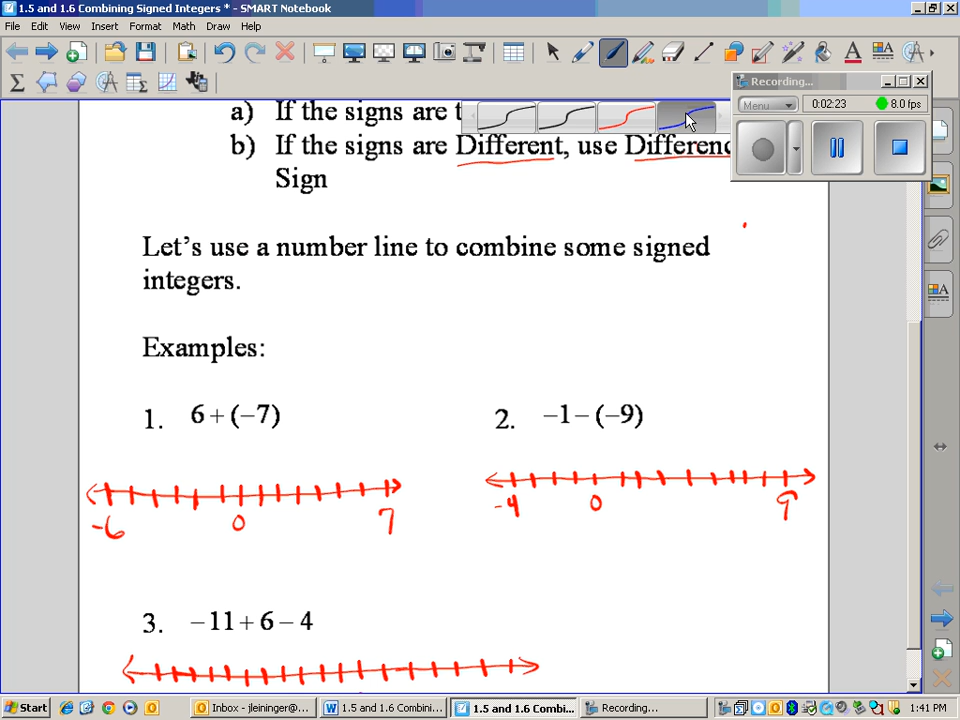 1.5 and 1.6 Combining Signed Integers * - SMART Notebook
File Edit View Insert Format Math Draw Help
Recording...
Menu 0:02:23 8.0 fps
a) If the signs are
b) If the signs are Different, use
Sign
Let's use a number line to combine some signed
integers.
Examples:
1. 6 + (−7) 2. −1 − (−9)
-6 0 7 -4 0 9
3. −11 + 6 − 4
Start Inbox - jleininger@... 1.5 and 1.6 Combini... 1.5 and 1.6 Com... Recording... 1:41 PM